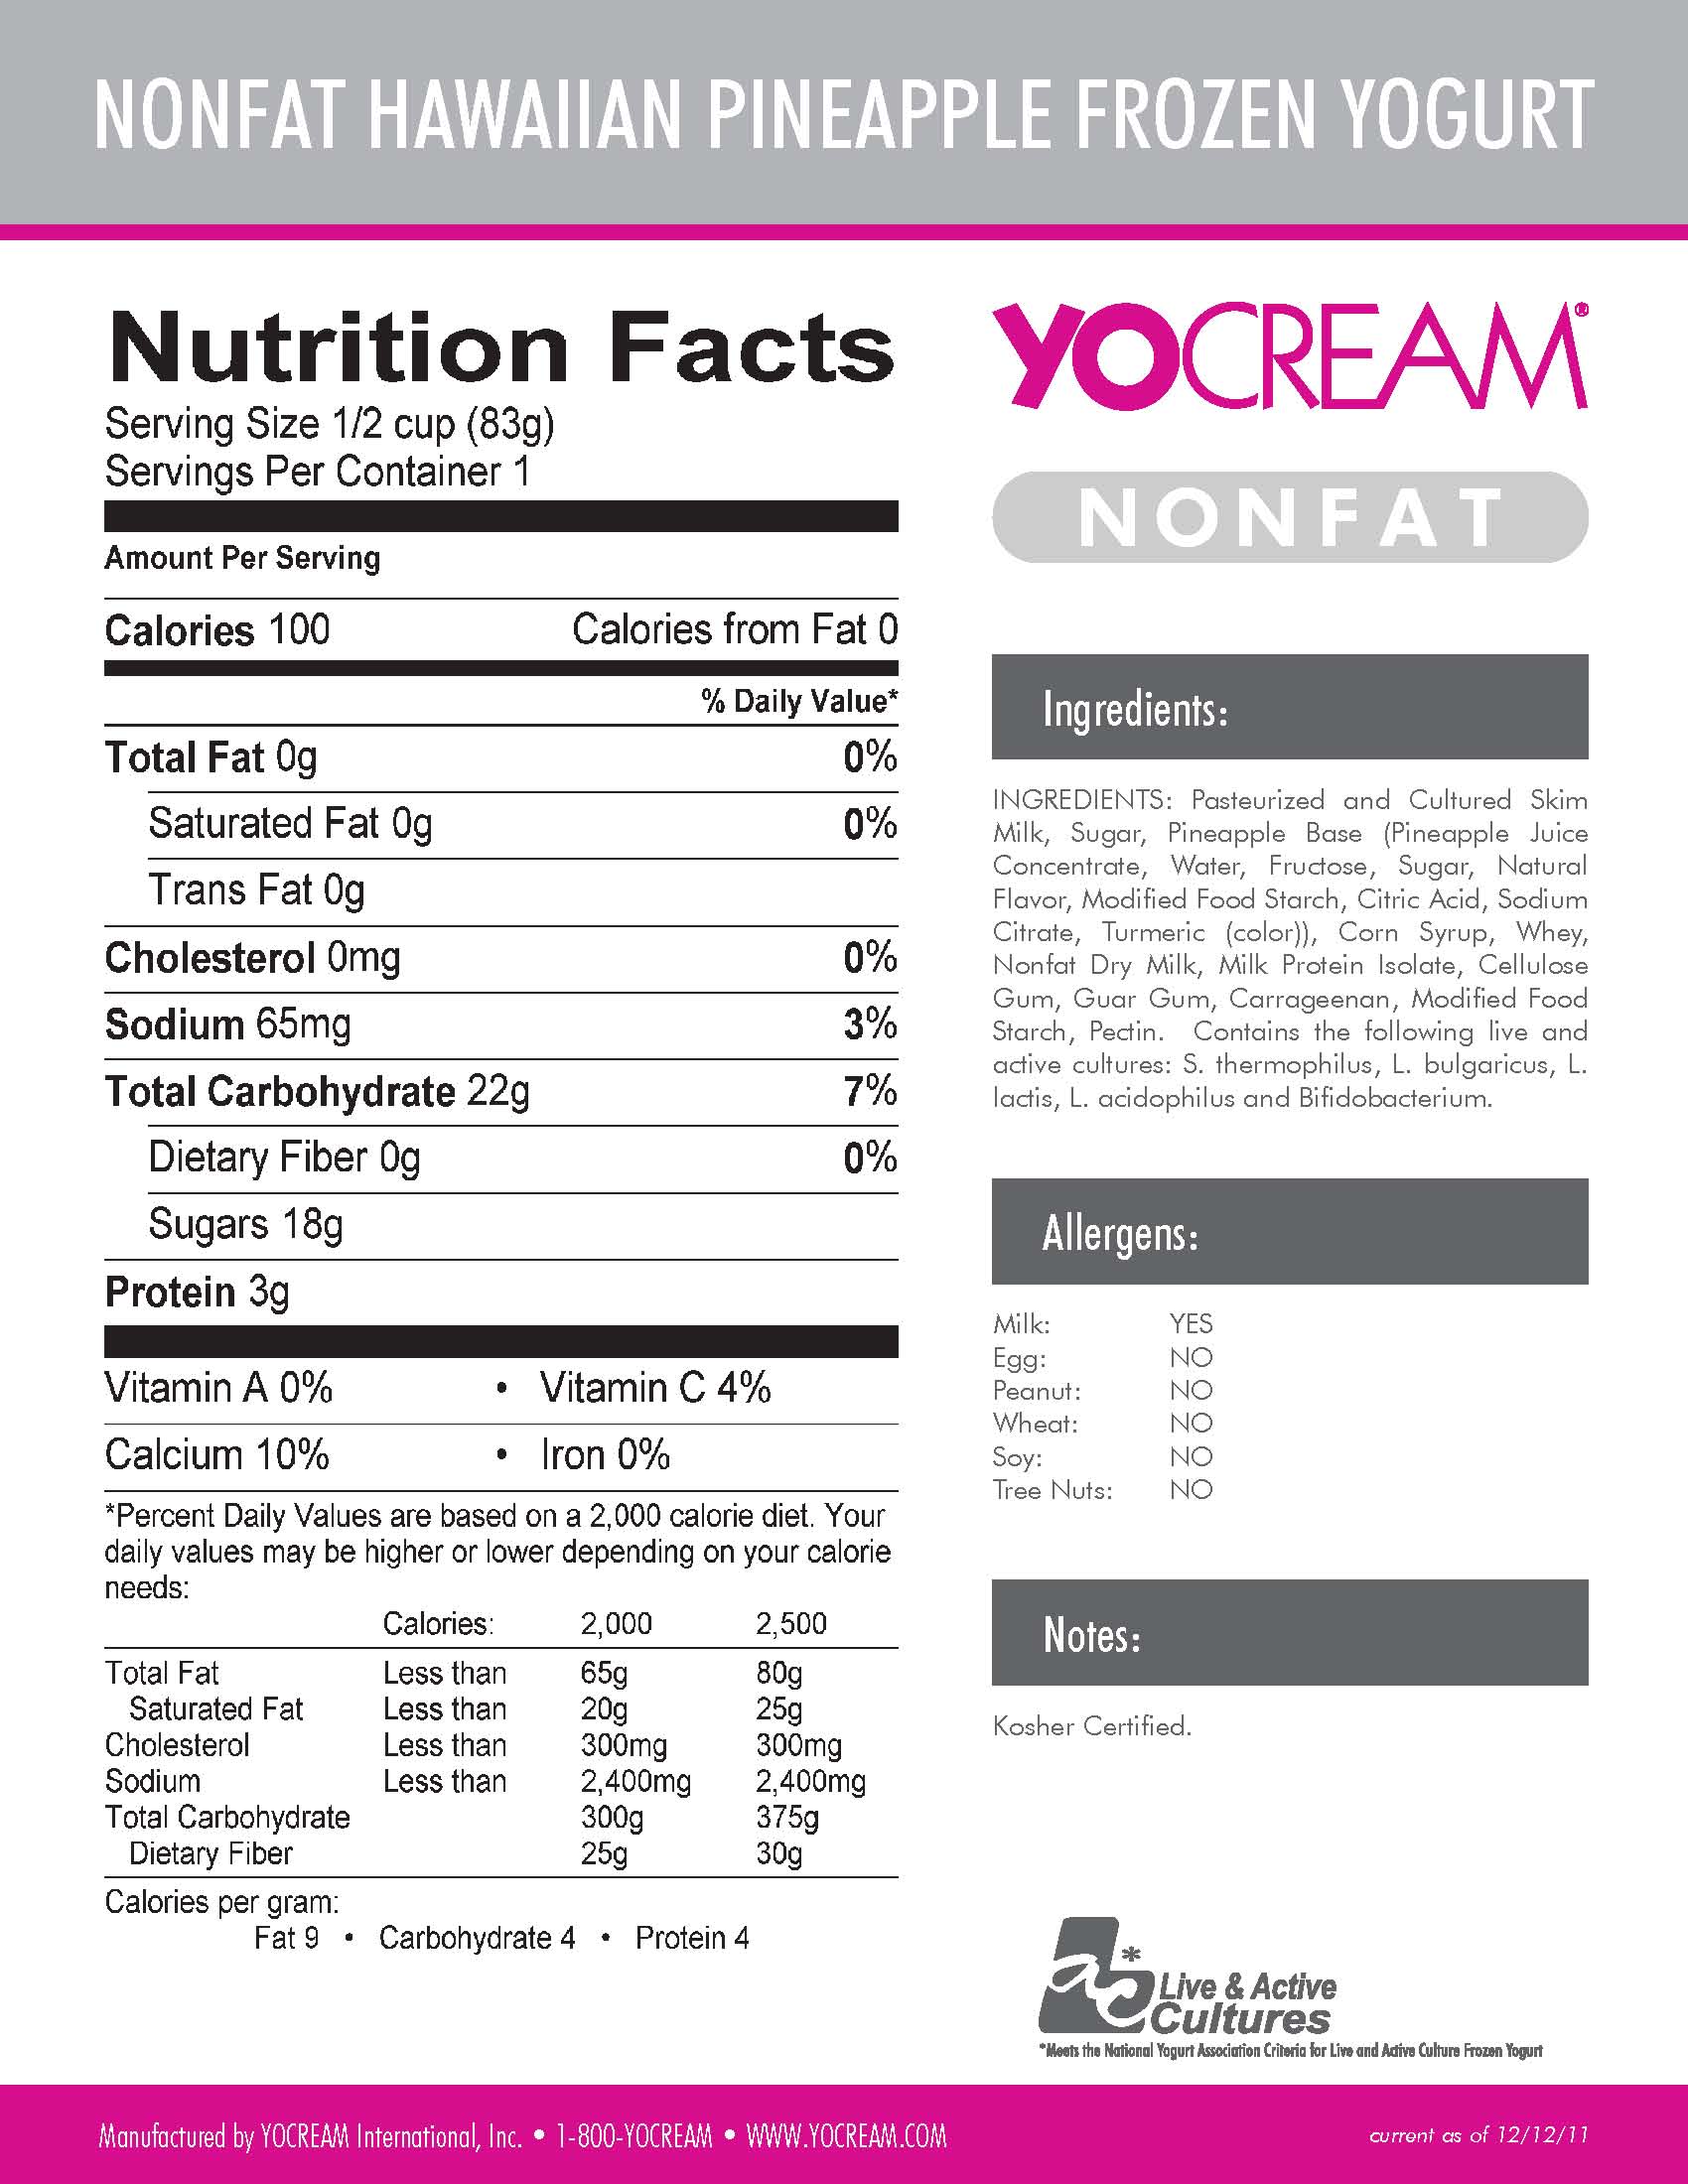 NONFAT HAWAIIAN PINEAPPLE FROZEN YOGURT
Nutrition Facts
Serving Size 1/2 cup (83g)
Servings Per Container 1
Amount Per Serving
Calories 100 Calories from Fat 0
% Daily Value*
Total Fat 0g 0%
Saturated Fat 0g 0%
Trans Fat 0g
Cholesterol 0mg 0%
Sodium 65mg 3%
Total Carbohydrate 22g 7%
Dietary Fiber 0g 0%
Sugars 18g
Protein 3g
Vitamin A 0% • Vitamin C 4%
Calcium 10% • Iron 0%
*Percent Daily Values are based on a 2,000 calorie diet. Your
daily values may be higher or lower depending on your calorie
needs:
Calories: 2,000 2,500
Total Fat Less than 65g 80g
Saturated Fat Less than 20g 25g
Cholesterol Less than 300mg 300mg
Sodium Less than 2,400mg 2,400mg
Total Carbohydrate 300g 375g
Dietary Fiber 25g 30g
Calories per gram:
Fat 9 • Carbohydrate 4 • Protein 4
YOCREAM®
NONFAT
Ingredients:
INGREDIENTS: Pasteurized and Cultured Skim
Milk, Sugar, Pineapple Base (Pineapple Juice
Concentrate, Water, Fructose, Sugar, Natural
Flavor, Modified Food Starch, Citric Acid, Sodium
Citrate, Turmeric (color)), Corn Syrup, Whey,
Nonfat Dry Milk, Milk Protein Isolate, Cellulose
Gum, Guar Gum, Carrageenan, Modified Food
Starch, Pectin. Contains the following live and
active cultures: S. thermophilus, L. bulgaricus, L.
lactis, L. acidophilus and Bifidobacterium.
Allergens:
Milk: YES
Egg: NO
Peanut: NO
Wheat: NO
Soy: NO
Tree Nuts: NO
Notes:
Kosher Certified.
ac*
Live & Active
Cultures
*Meets the National Yogurt Association Criteria for Live and Active Culture Frozen Yogurt
Manufactured by YOCREAM International, Inc. • 1-800-YOCREAM • WWW.YOCREAM.COM
current as of 12/12/11